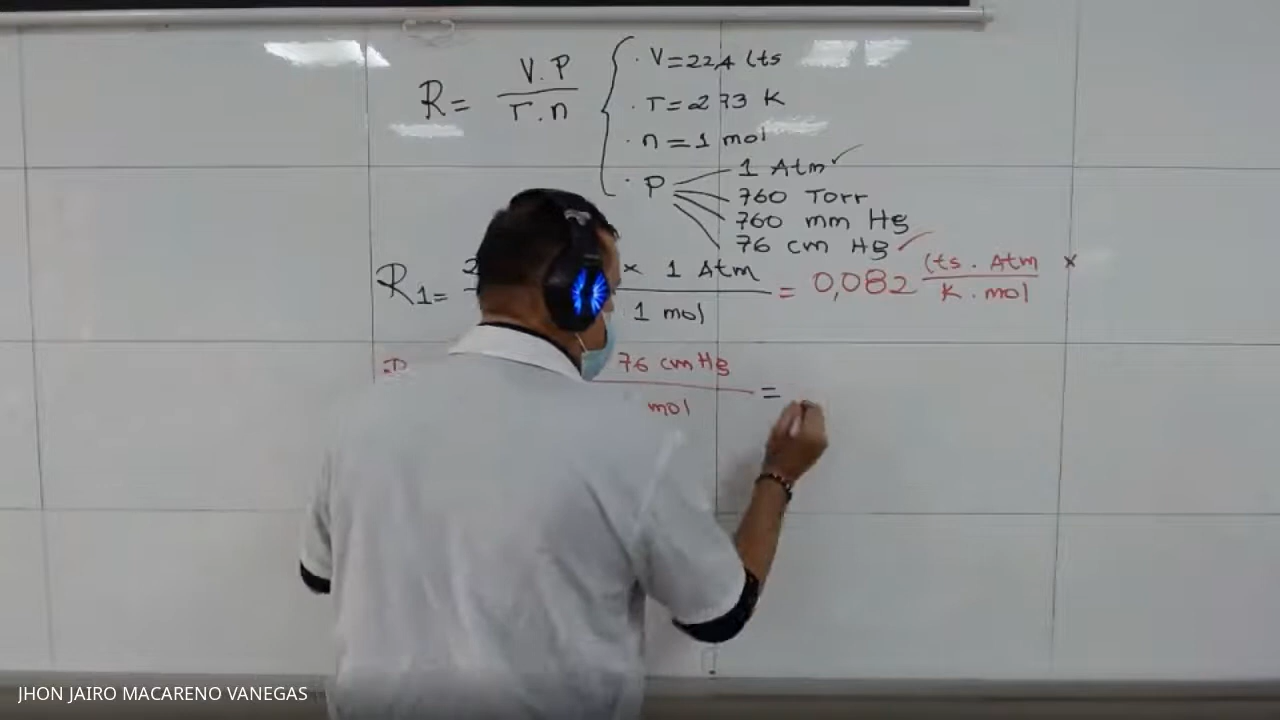 R = V.P / T.n
· V = 22,4 lts
· T = 273 K
· n = 1 mol
· P
1 Atm ✓
760 Torr
760 mm Hg
76 cm Hg ✓
R1 = x 1 Atm / 1 mol = 0,082 lts. Atm / K. mol x
76 cm Hg / mol =
JHON JAIRO MACARENO VANEGAS